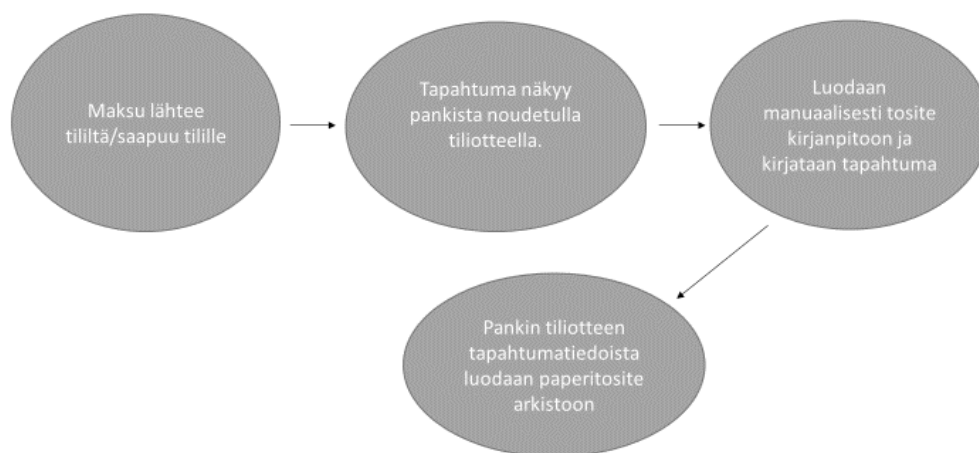 Maksu lähtee
tililtä/saapuu tilille
Tapahtuma näkyy
pankista noudetulla
tiliotteella.
Luodaan
manuaalisesti tosite
kirjanpitoon ja
kirjataan tapahtuma
Pankin tiliotteen
tapahtumatiedoista
luodaan paperitosite
arkistoon